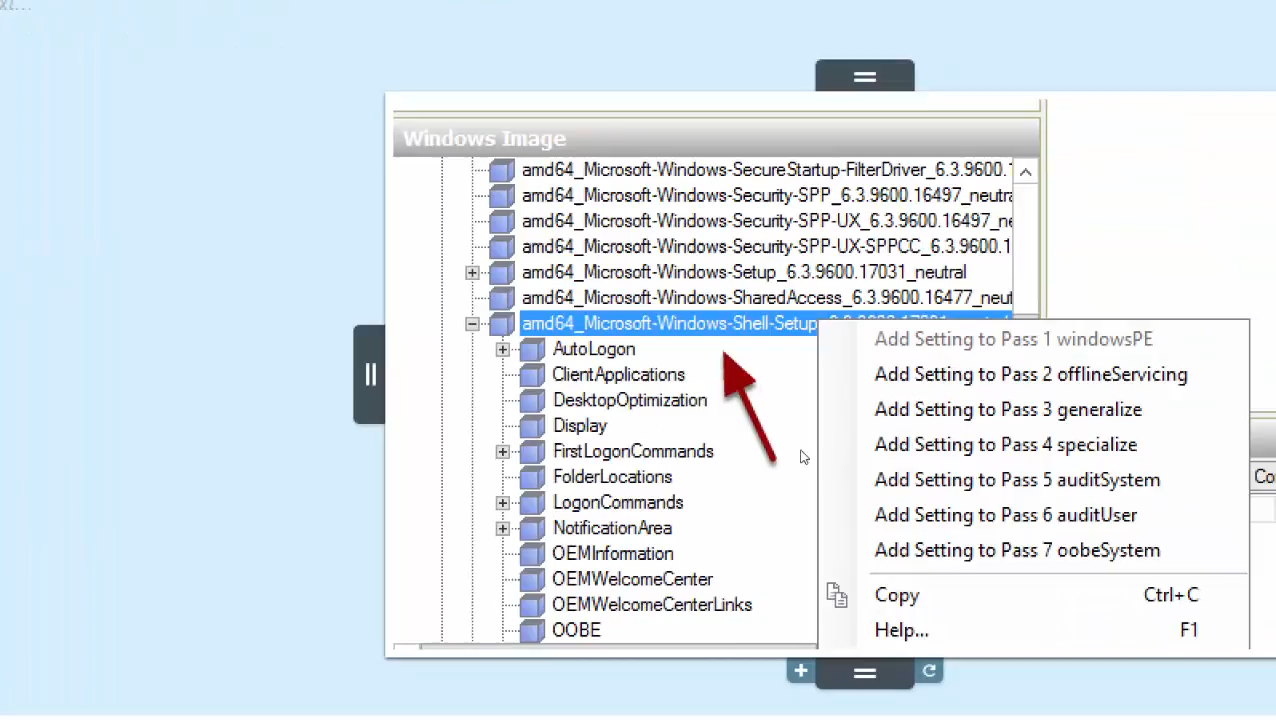 Windows Image
amd64_Microsoft-Windows-SecureStartup-FilterDriver_6.3.9600.
amd64_Microsoft-Windows-Security-SPP_6.3.9600.16497_neutra
amd64_Microsoft-Windows-Security-SPP-UX_6.3.9600.16497_ne
amd64_Microsoft-Windows-Security-SPP-UX-SPPCC_6.3.9600.1
amd64_Microsoft-Windows-Setup_6.3.9600.17031_neutral
amd64_Microsoft-Windows-SharedAccess_6.3.9600.16477_neut
amd64_Microsoft-Windows-Shell-Setup
AutoLogon
ClientApplications
DesktopOptimization
Display
FirstLogonCommands
FolderLocations
LogonCommands
NotificationArea
OEMInformation
OEMWelcomeCenter
OEMWelcomeCenterLinks
OOBE
Add Setting to Pass 1 windowsPE
Add Setting to Pass 2 offlineServicing
Add Setting to Pass 3 generalize
Add Setting to Pass 4 specialize
Add Setting to Pass 5 auditSystem
Add Setting to Pass 6 auditUser
Add Setting to Pass 7 oobeSystem
Copy Ctrl+C
Help... F1
Co